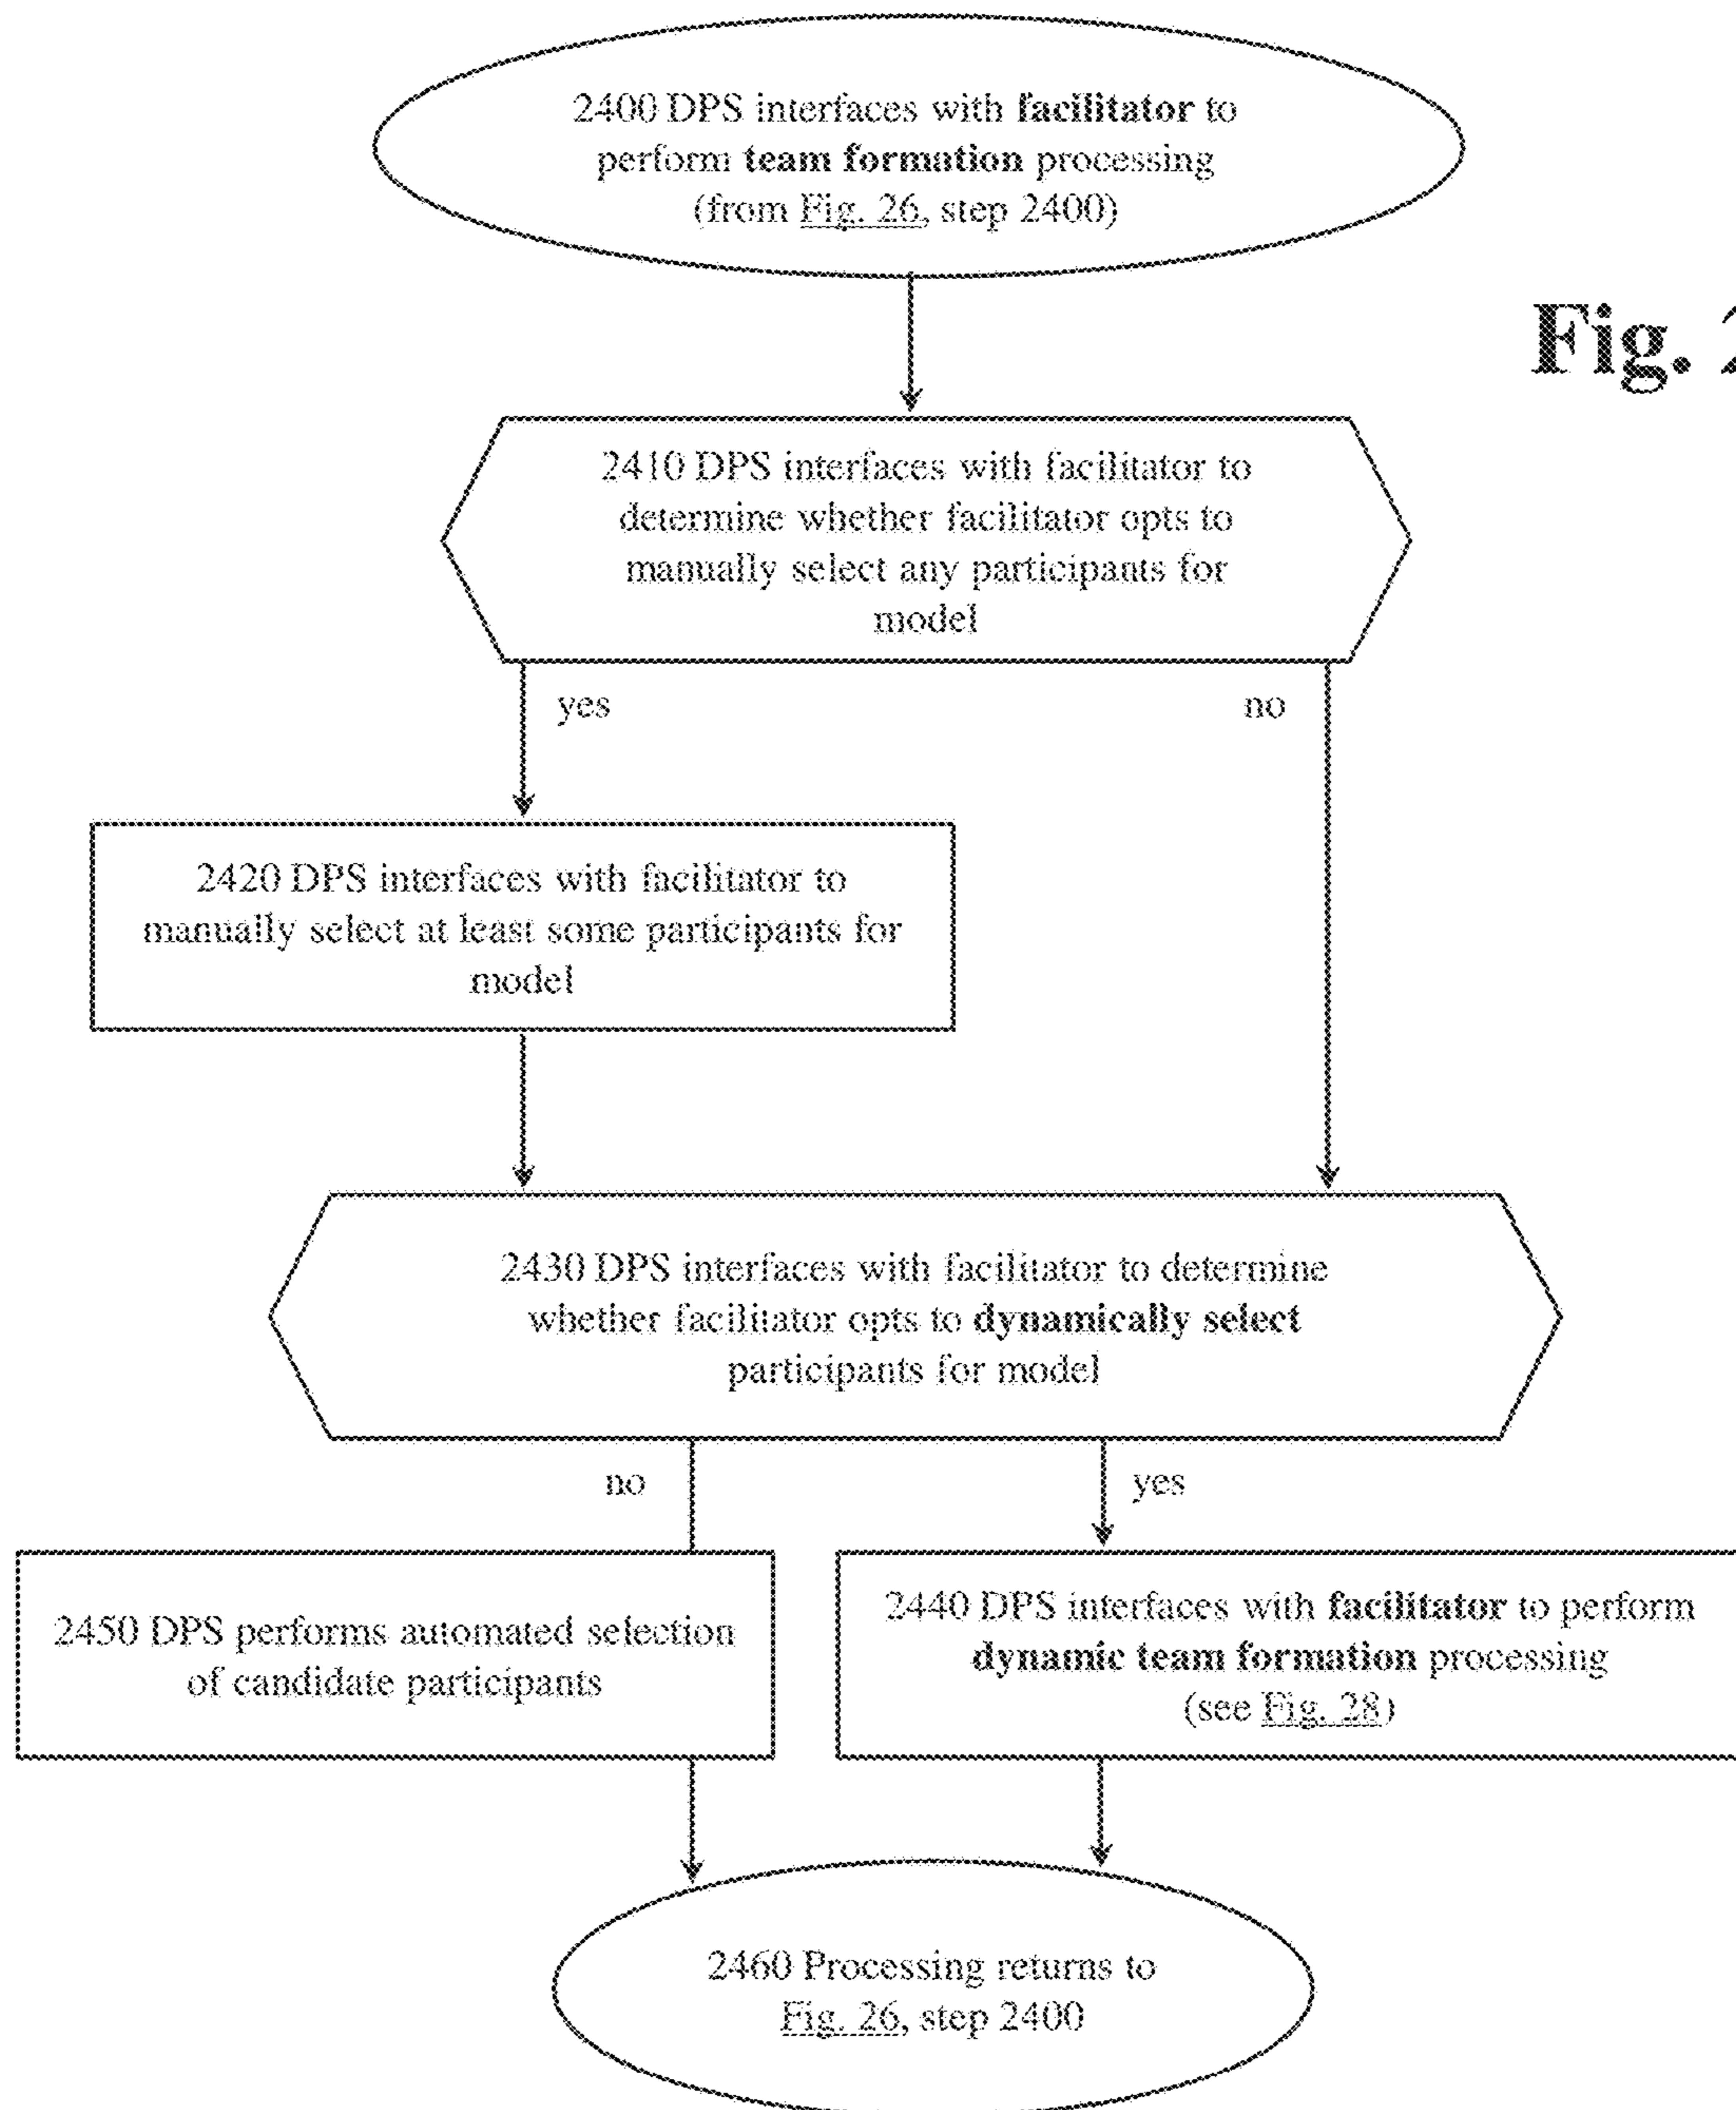 2400 DPS interfaces with facilitator to
perform team formation processing
(from Fig. 26, step 2400)
Fig. 2
2410 DPS interfaces with facilitator to
determine whether facilitator opts to
manually select any participants for
model
yes
no
2420 DPS interfaces with facilitator to
manually select at least some participants for
model
2430 DPS interfaces with facilitator to determine
whether facilitator opts to dynamically select
participants for model
no
yes
2450 DPS performs automated selection
of candidate participants
2440 DPS interfaces with facilitator to perform
dynamic team formation processing
(see Fig. 28)
2460 Processing returns to
Fig. 26, step 2400